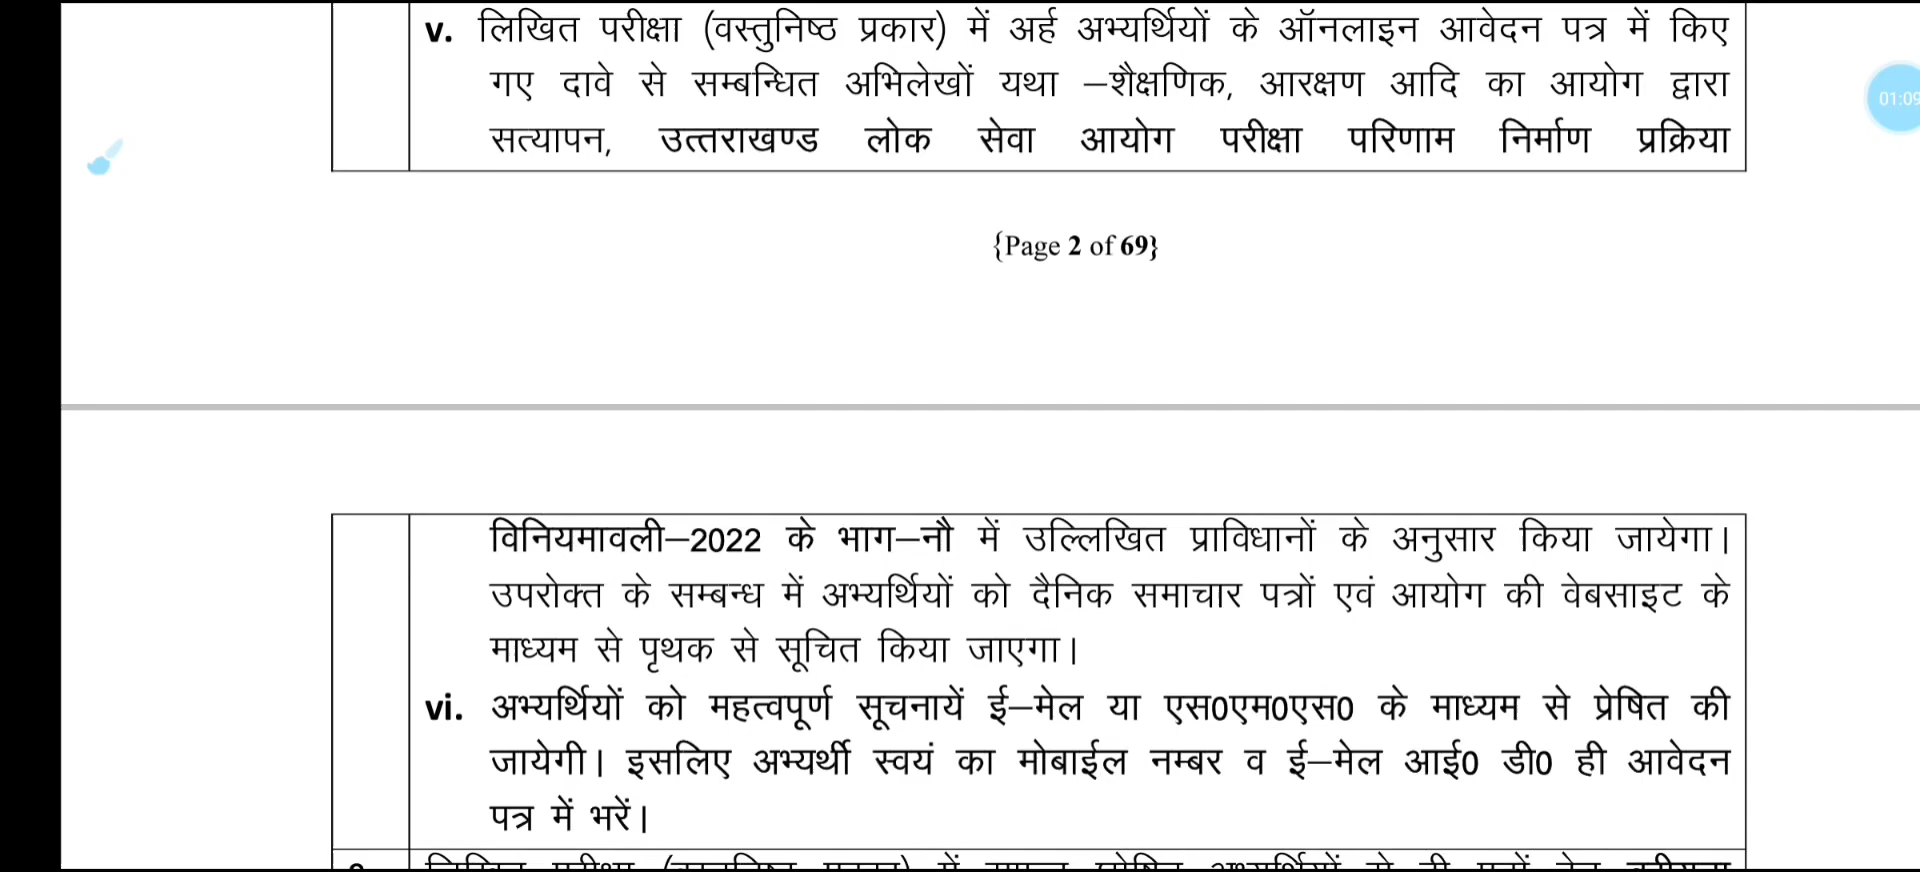 v. लिखित परीक्षा (वस्तुनिष्ठ प्रकार) में अर्ह अभ्यर्थियों के ऑनलाइन आवेदन पत्र में किए
गए दावे से सम्बन्धित अभिलेखों यथा –शैक्षणिक, आरक्षण आदि का आयोग द्वारा
सत्यापन, उत्तराखण्ड लोक सेवा आयोग परीक्षा परिणाम निर्माण प्रक्रिया
01:09
{Page 2 of 69}
विनियमावली–2022 के भाग–नौ में उल्लिखित प्राविधानों के अनुसार किया जायेगा।
उपरोक्त के सम्बन्ध में अभ्यर्थियों को दैनिक समाचार पत्रों एवं आयोग की वेबसाइट के
माध्यम से पृथक से सूचित किया जाएगा।
vi. अभ्यर्थियों को महत्वपूर्ण सूचनायें ई–मेल या एस0एम0एस0 के माध्यम से प्रेषित की
जायेगी। इसलिए अभ्यर्थी स्वयं का मोबाईल नम्बर व ई–मेल आई0 डी0 ही आवेदन
पत्र में भरें।